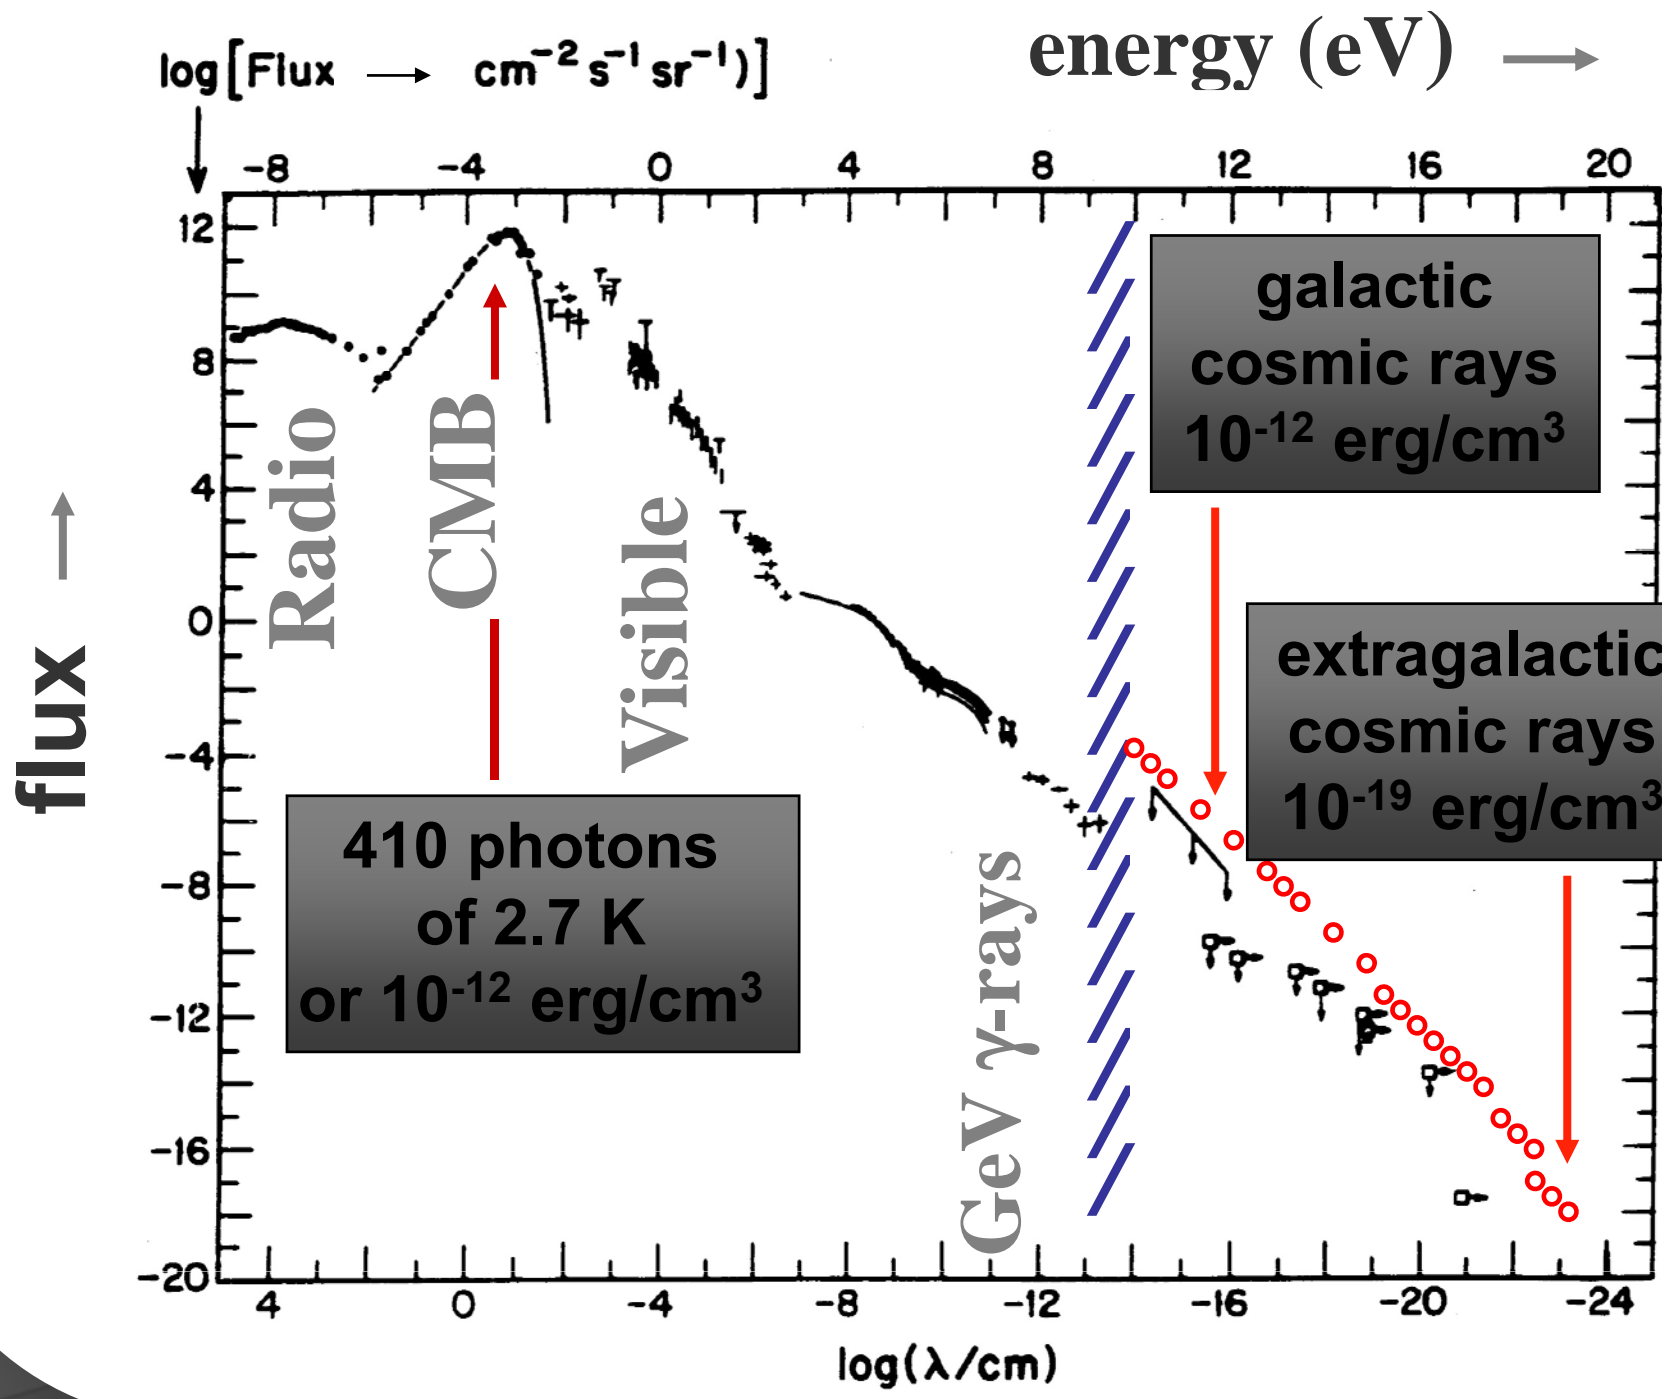 energy (eV) →
log[Flux → cm⁻² s⁻¹ sr⁻¹)]
-8 -4 0 4 8 12 16 20
12
8
4
0
-4
-8
-12
-16
-20
flux →
Radio
CMB
Visible
GeV γ-rays
galactic
cosmic rays
10⁻¹² erg/cm³
extragalactic
cosmic rays
10⁻¹⁹ erg/cm³
410 photons
of 2.7 K
or 10⁻¹² erg/cm³
4 0 -4 -8 -12 -16 -20 -24
log(λ/cm)